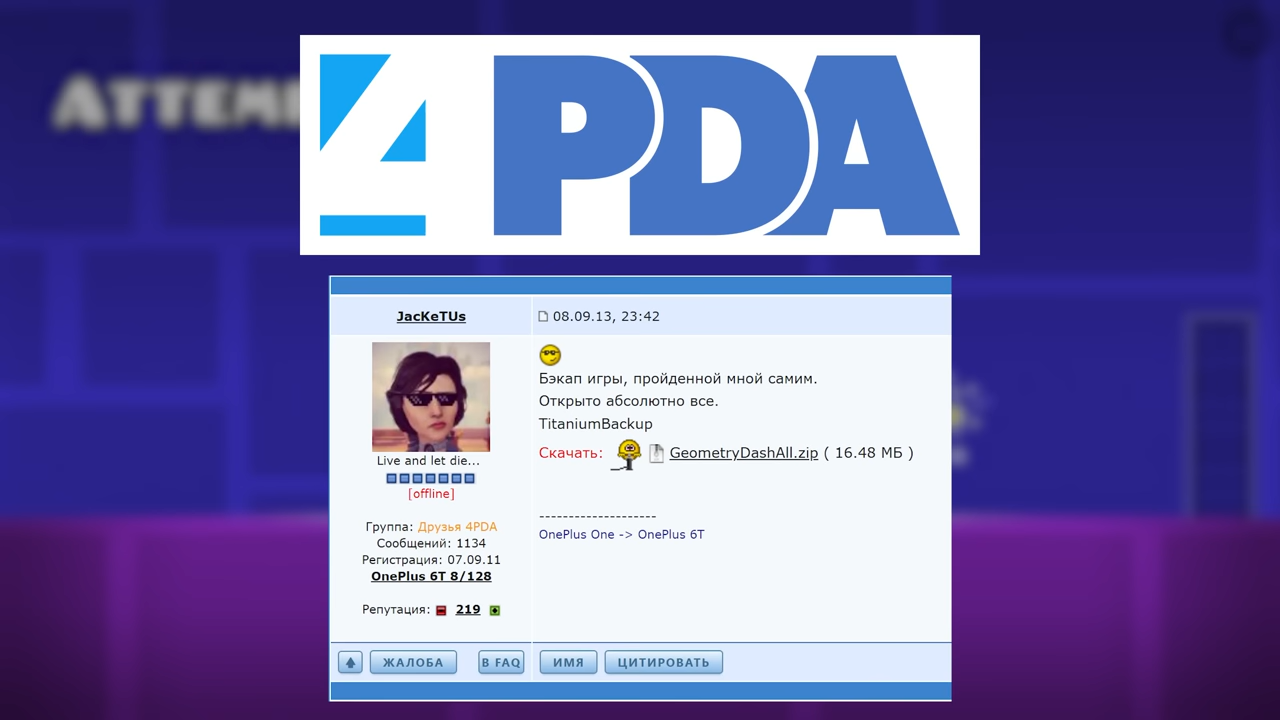 ATTEM
4PDA
JacKeTUs
08.09.13, 23:42
Бэкап игры, пройденной мной самим.
Открыто абсолютно все.
TitaniumBackup
Скачать: GeometryDashAll.zip ( 16.48 МБ )
--------------------
OnePlus One -> OnePlus 6T
Live and let die...
[offline]
Группа: Друзья 4PDA
Сообщений: 1134
Регистрация: 07.09.11
OnePlus 6T 8/128
Репутация: 219
ЖАЛОБА В FAQ ИМЯ ЦИТИРОВАТЬ